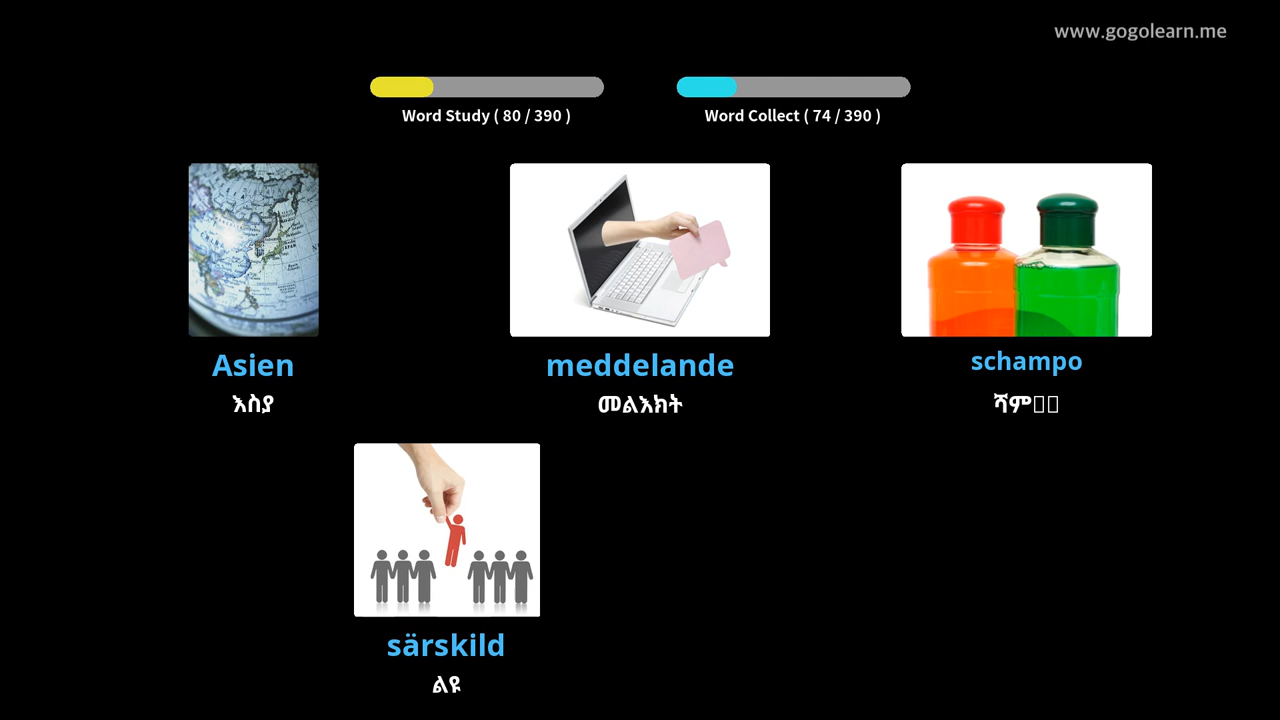 www.gogolearn.me
Word Study ( 80 / 390 )
Word Collect ( 74 / 390 )
Asien
እስያ
meddelande
መልእክት
schampo
ሻም
särskild
ልዩ